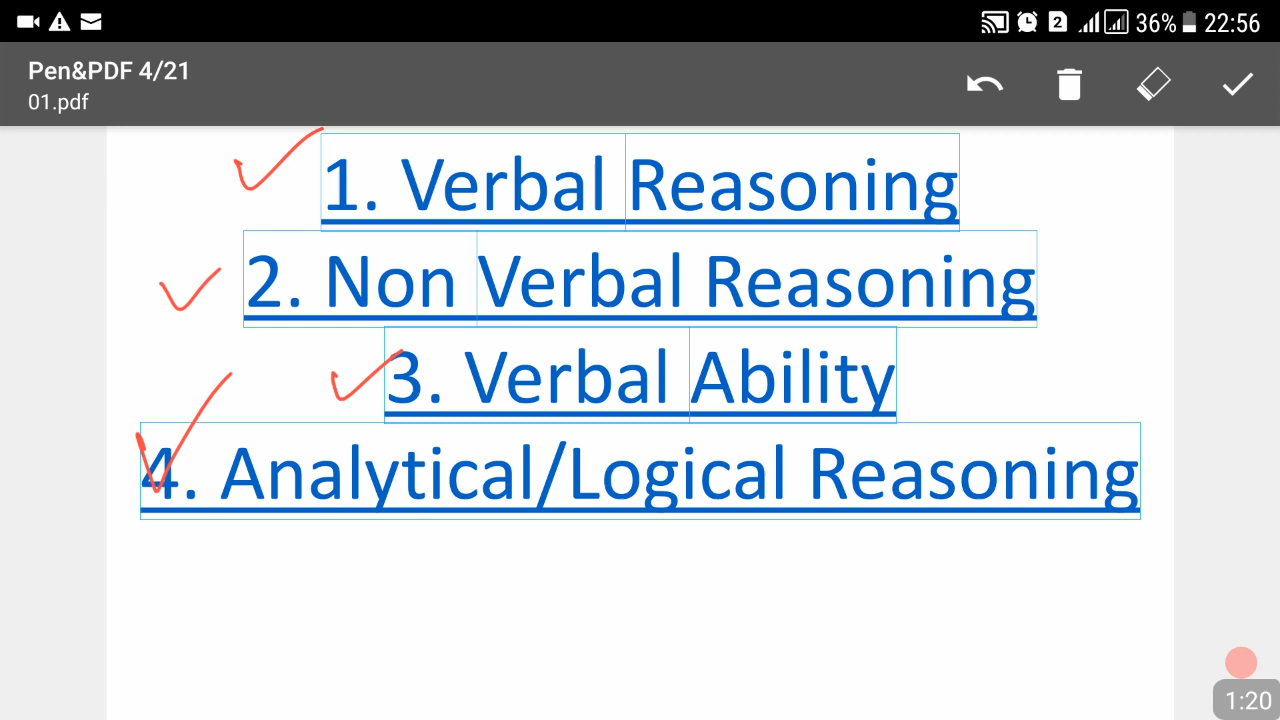 2 36% 22:56
Pen&PDF 4/21
01.pdf
1. Verbal Reasoning
2. Non Verbal Reasoning
3. Verbal Ability
4. Analytical/Logical Reasoning
1:20